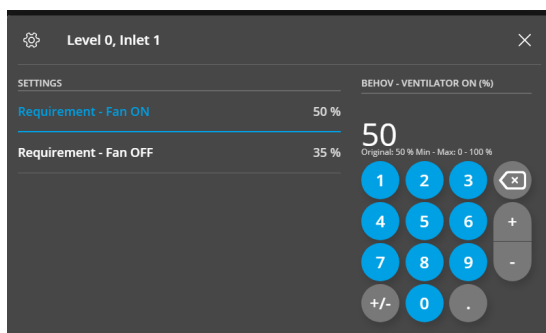 Level 0, Inlet 1
SETTINGS
Requirement - Fan ON 50 %
Requirement - Fan OFF 35 %
BEHOV - VENTILATOR ON (%)
50
Original: 50 % Min - Max: 0 - 100 %
1 2 3
4 5 6 +
7 8 9 -
+/- 0 .